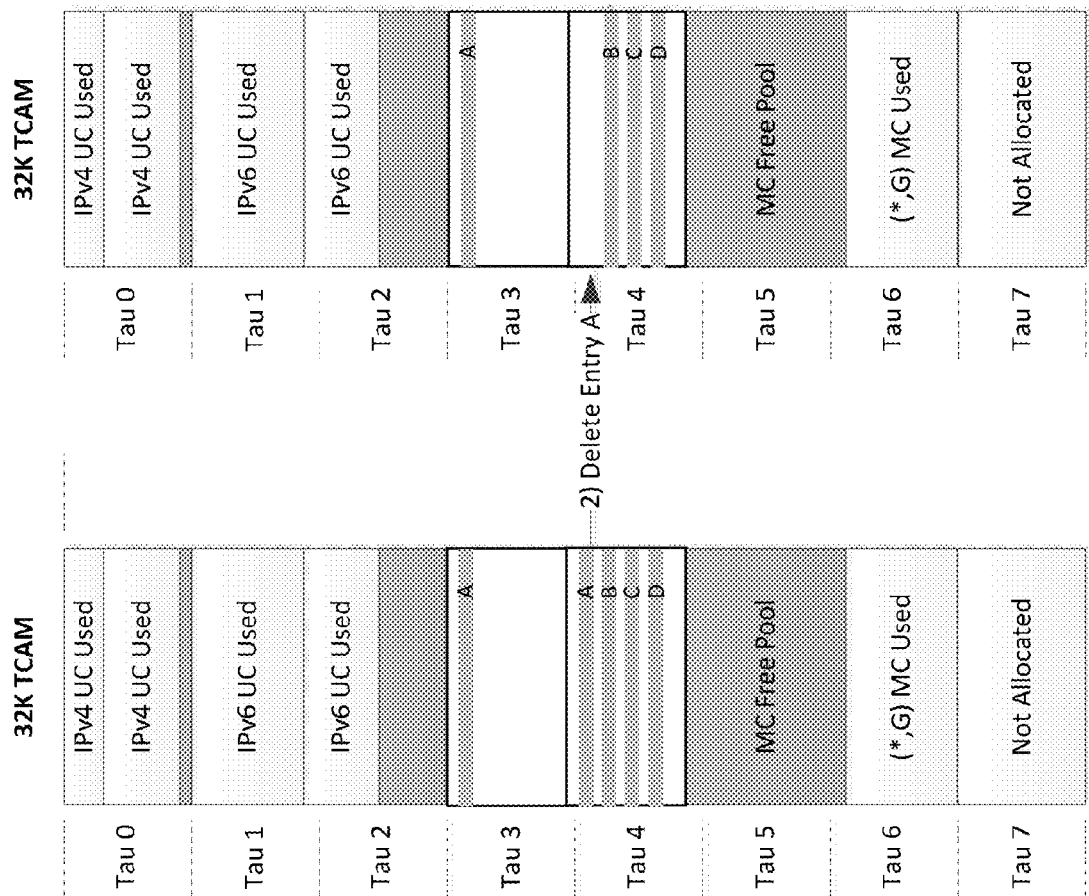 32K TCAM
Tau 0
IPv4 UC Used
IPv4 UC Used
Tau 1
IPv6 UC Used
Tau 2
IPv6 UC Used
Tau 3
A
Tau 4
A
B
C
D
Tau 5
MC Free Pool
Tau 6
(*,G) MC Used
Tau 7
Not Allocated
2) Delete Entry A
32K TCAM
Tau 0
IPv4 UC Used
IPv4 UC Used
Tau 1
IPv6 UC Used
Tau 2
IPv6 UC Used
Tau 3
A
Tau 4
B
C
D
Tau 5
MC Free Pool
Tau 6
(*,G) MC Used
Tau 7
Not Allocated